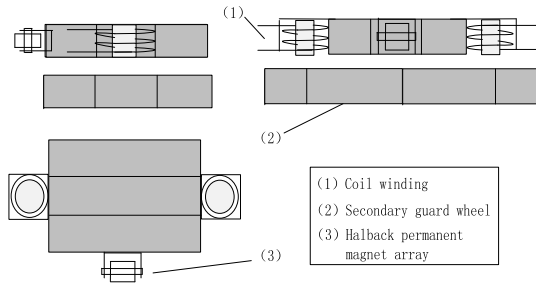 (1)
(2)
(3)
(1) Coil winding
(2) Secondary guard wheel
(3) Halback permanent
magnet array